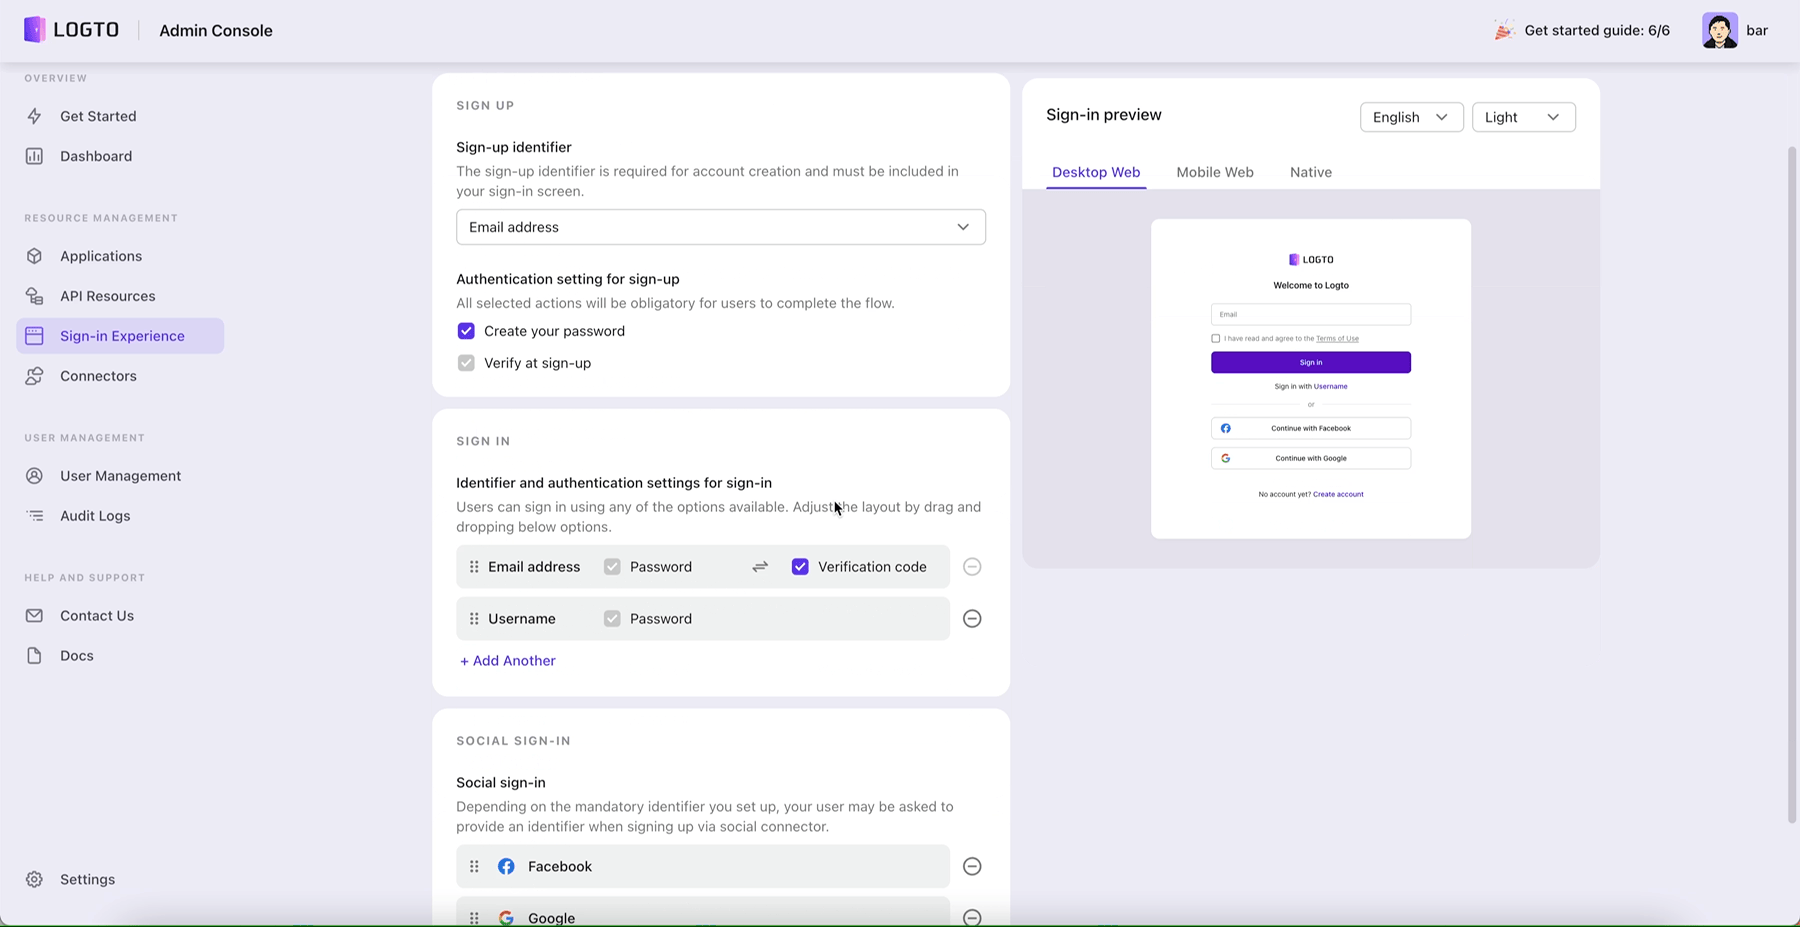 LOGTO
Admin Console
Get started guide: 6/6
bar
OVERVIEW
Get Started
Dashboard
RESOURCE MANAGEMENT
Applications
API Resources
Sign-in Experience
Connectors
USER MANAGEMENT
User Management
Audit Logs
HELP AND SUPPORT
Contact Us
Docs
Settings
SIGN UP
Sign-up identifier
The sign-up identifier is required for account creation and must be included in
your sign-in screen.
Email address
Authentication setting for sign-up
All selected actions will be obligatory for users to complete the flow.
Create your password
Verify at sign-up
SIGN IN
Identifier and authentication settings for sign-in
Users can sign in using any of the options available. Adjust the layout by drag and
dropping below options.
Email address Password Verification code
Username Password
+ Add Another
SOCIAL SIGN-IN
Social sign-in
Depending on the mandatory identifier you set up, your user may be asked to
provide an identifier when signing up via social connector.
Facebook
Google
Sign-in preview
English
Light
Desktop Web Mobile Web Native
LOGTO
Welcome to Logto
Email
I have read and agree to the Terms of Use
Sign in
Sign in with Username
or
Continue with Facebook
Continue with Google
No account yet? Create account